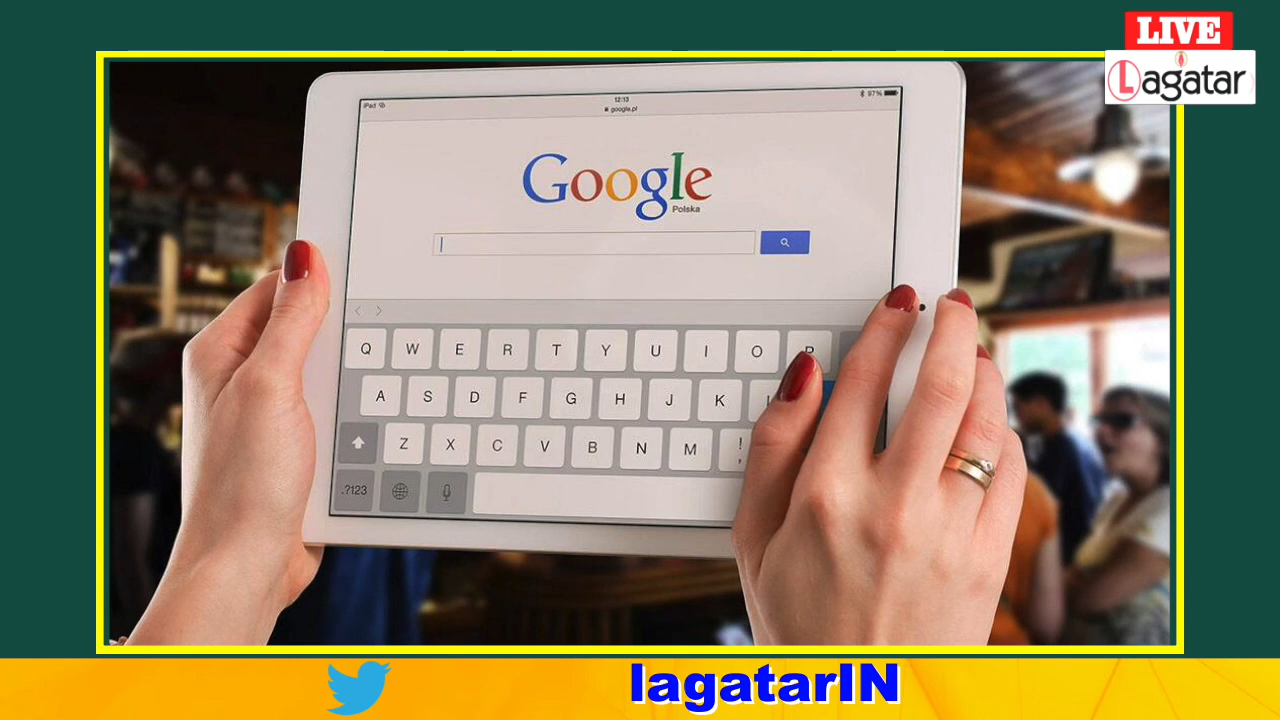 LIVE
Lagatar
iPad
12:13
97%
google.pl
Google
Polska
Q W E R T Y U I O P
A S D F G H J K
Z X C V B N M !
,
.?123
lagatarIN